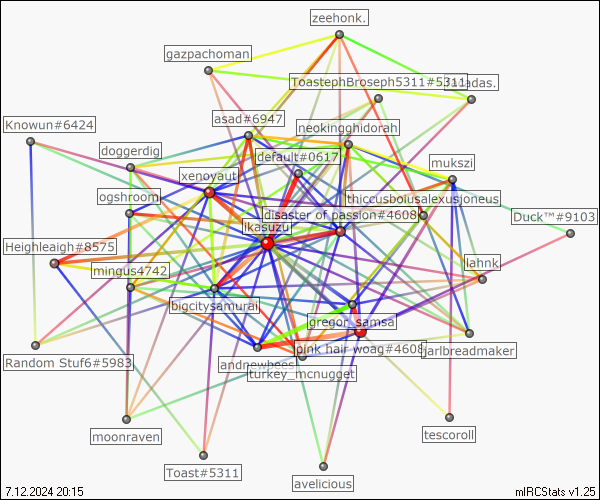 zeehonk.
gazpachoman
ToastephBroseph5311#5311
adas.
asad#6947
Knowun#6424
neokingghidorah
doggerdig
default#0617
mukszi
xenoyaut
ogshroom
thiccusbolusalexusjoneus
disaster of passion#4608
Duck™#9103
ikasuzu
Heighleaigh#8575
lahnk
mingus4742
bigcitysamurai
gregor_samsa
pink hair woag#4608
jarlbreadmaker
Random Stuf6#5983
andnewbees
turkey_mcnugget
moonraven
tescoroll
Toast#5311
avelicious
7.12.2024 20:15
mIRCStats v1.25